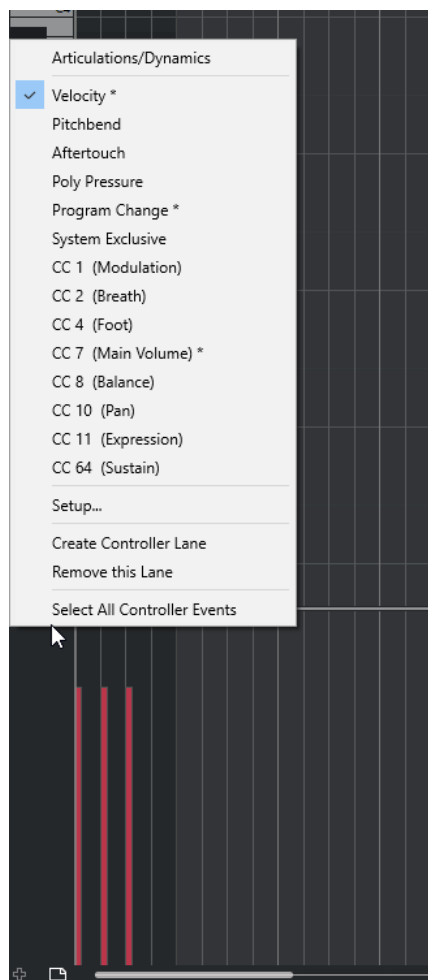 Articulations/Dynamics
Velocity *
Pitchbend
Aftertouch
Poly Pressure
Program Change *
System Exclusive
CC 1 (Modulation)
CC 2 (Breath)
CC 4 (Foot)
CC 7 (Main Volume) *
CC 8 (Balance)
CC 10 (Pan)
CC 11 (Expression)
CC 64 (Sustain)
Setup...
Create Controller Lane
Remove this Lane
Select All Controller Events